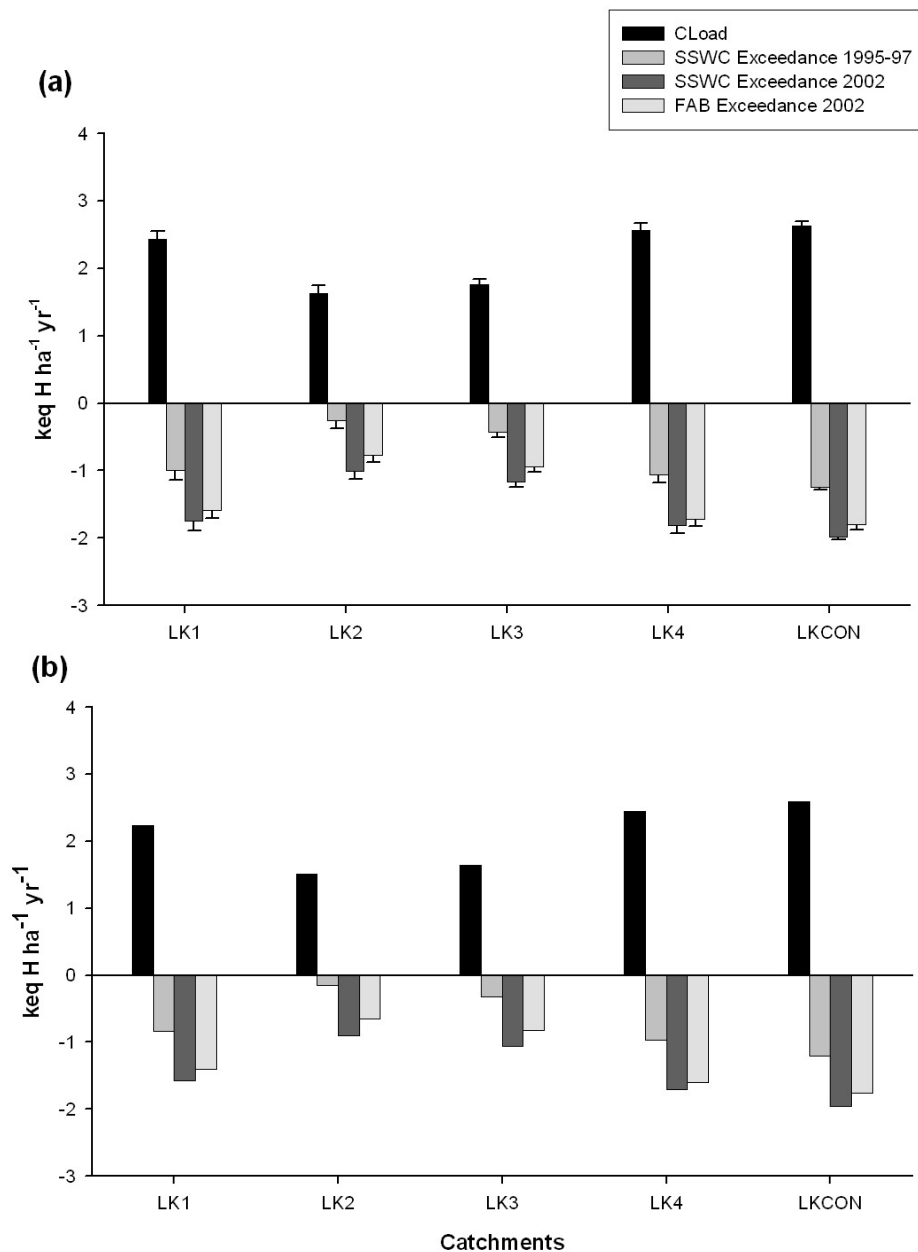 CLoad
SSWC Exceedance 1995-97
SSWC Exceedance 2002
FAB Exceedance 2002
(a)
4
3
2
1
0
-1
-2
-3
keq H ha⁻¹ yr⁻¹
LK1 LK2 LK3 LK4 LKCON
(b)
4
3
2
1
0
-1
-2
-3
keq H ha⁻¹ yr⁻¹
LK1 LK2 LK3 LK4 LKCON
Catchments